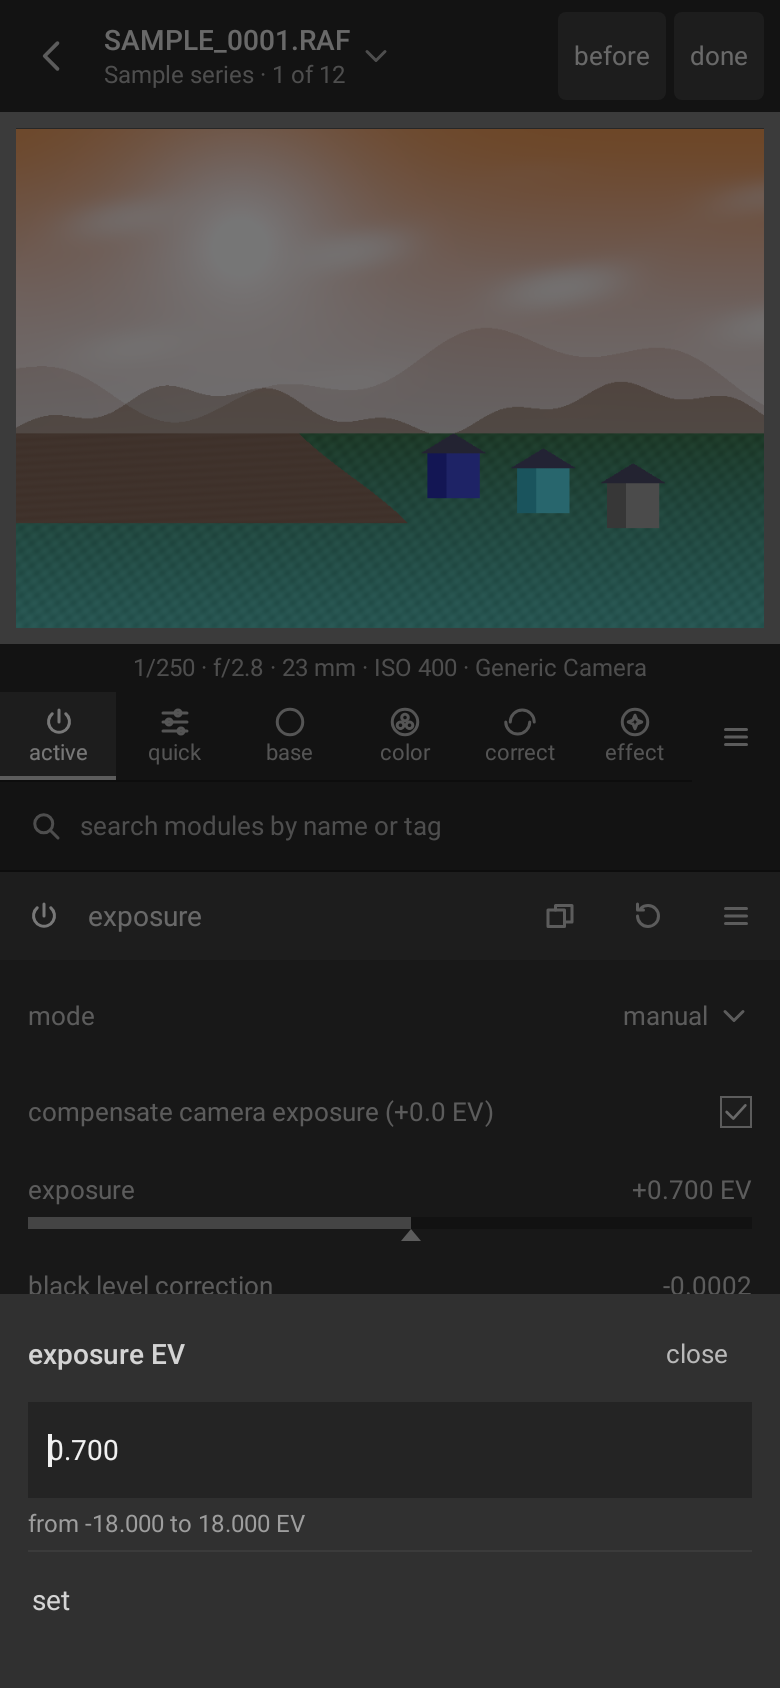 SAMPLE_0001.RAF
Sample series · 1 of 12
before
done
1/250 · f/2.8 · 23 mm · ISO 400 · Generic Camera
active
quick
base
color
correct
effect
search modules by name or tag
exposure
mode
manual
compensate camera exposure (+0.0 EV)
exposure
+0.700 EV
black level correction
-0.0002
exposure EV
close
0.700
from -18.000 to 18.000 EV
set